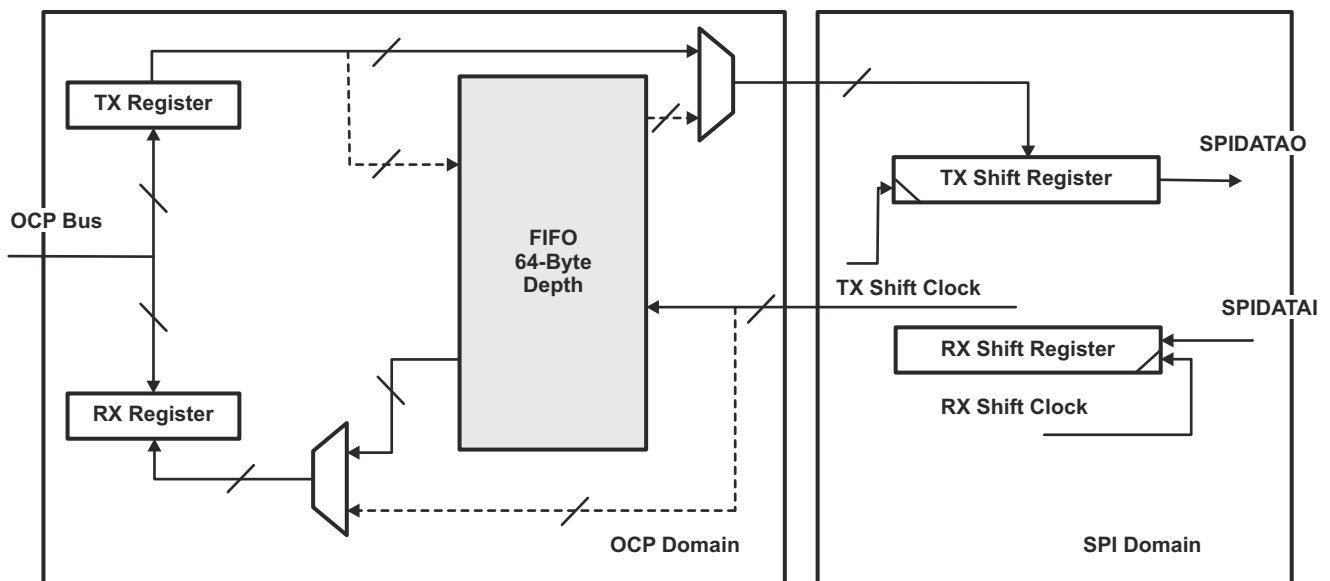 TX Register
SPIDATAO
TX Shift Register
OCP Bus
FIFO
64-Byte
Depth
TX Shift Clock
SPIDATAI
RX Shift Register
RX Register
RX Shift Clock
OCP Domain
SPI Domain